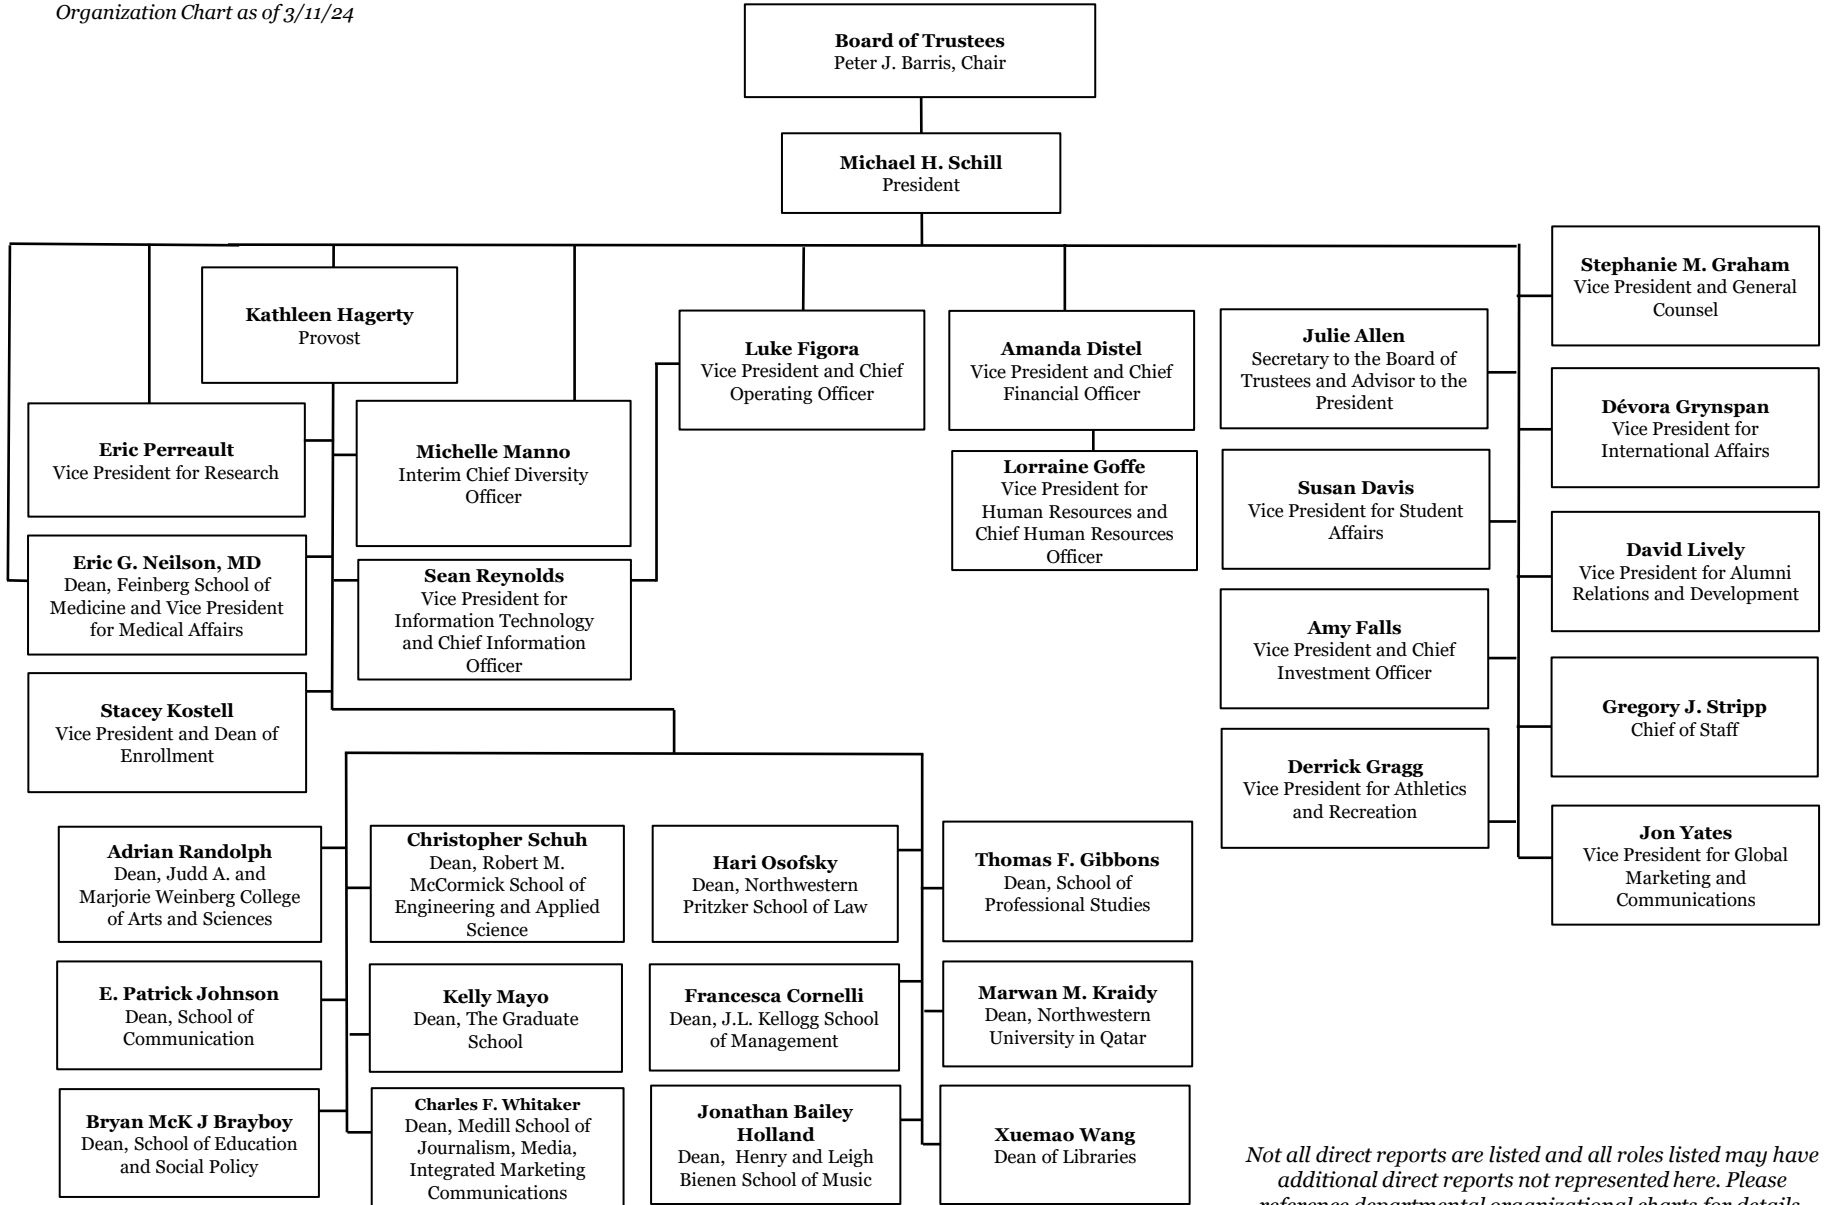 Organization Chart as of 3/11/24
Board of Trustees
Peter J. Barris, Chair
Michael H. Schill
President
Kathleen Hagerty
Provost
Luke Figora
Vice President and Chief
Operating Officer
Amanda Distel
Vice President and Chief
Financial Officer
Lorraine Goffe
Vice President for
Human Resources and
Chief Human Resources
Officer
Julie Allen
Secretary to the Board of
Trustees and Advisor to the
President
Stephanie M. Graham
Vice President and General
Counsel
Dévora Grynspan
Vice President for
International Affairs
Susan Davis
Vice President for Student
Affairs
David Lively
Vice President for Alumni
Relations and Development
Amy Falls
Vice President and Chief
Investment Officer
Gregory J. Stripp
Chief of Staff
Derrick Gragg
Vice President for Athletics
and Recreation
Jon Yates
Vice President for Global
Marketing and
Communications
Eric Perreault
Vice President for Research
Michelle Manno
Interim Chief Diversity
Officer
Eric G. Neilson, MD
Dean, Feinberg School of
Medicine and Vice President
for Medical Affairs
Sean Reynolds
Vice President for
Information Technology
and Chief Information
Officer
Stacey Kostell
Vice President and Dean of
Enrollment
Adrian Randolph
Dean, Judd A. and
Marjorie Weinberg College
of Arts and Sciences
Christopher Schuh
Dean, Robert M.
McCormick School of
Engineering and Applied
Science
Hari Osofsky
Dean, Northwestern
Pritzker School of Law
Thomas F. Gibbons
Dean, School of
Professional Studies
E. Patrick Johnson
Dean, School of
Communication
Kelly Mayo
Dean, The Graduate
School
Francesca Cornelli
Dean, J.L. Kellogg School
of Management
Marwan M. Kraidy
Dean, Northwestern
University in Qatar
Bryan McK J Brayboy
Dean, School of Education
and Social Policy
Charles F. Whitaker
Dean, Medill School of
Journalism, Media,
Integrated Marketing
Communications
Jonathan Bailey
Holland
Dean, Henry and Leigh
Bienen School of Music
Xuemao Wang
Dean of Libraries
Not all direct reports are listed and all roles listed may have
additional direct reports not represented here. Please
reference departmental organizational charts for details